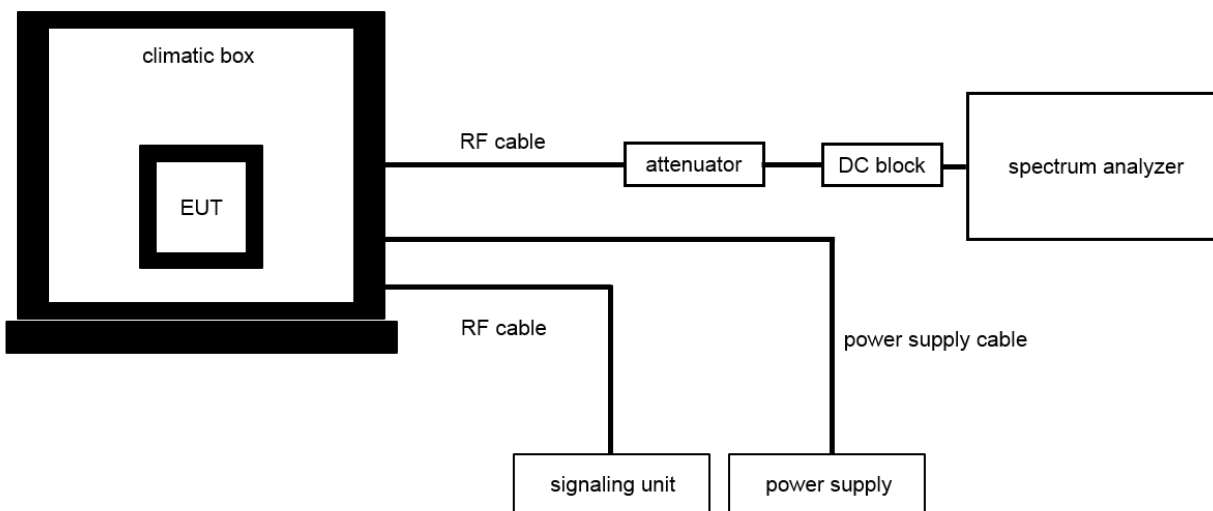 climatic box
EUT
RF cable
attenuator
DC block
spectrum analyzer
RF cable
power supply cable
signaling unit
power supply